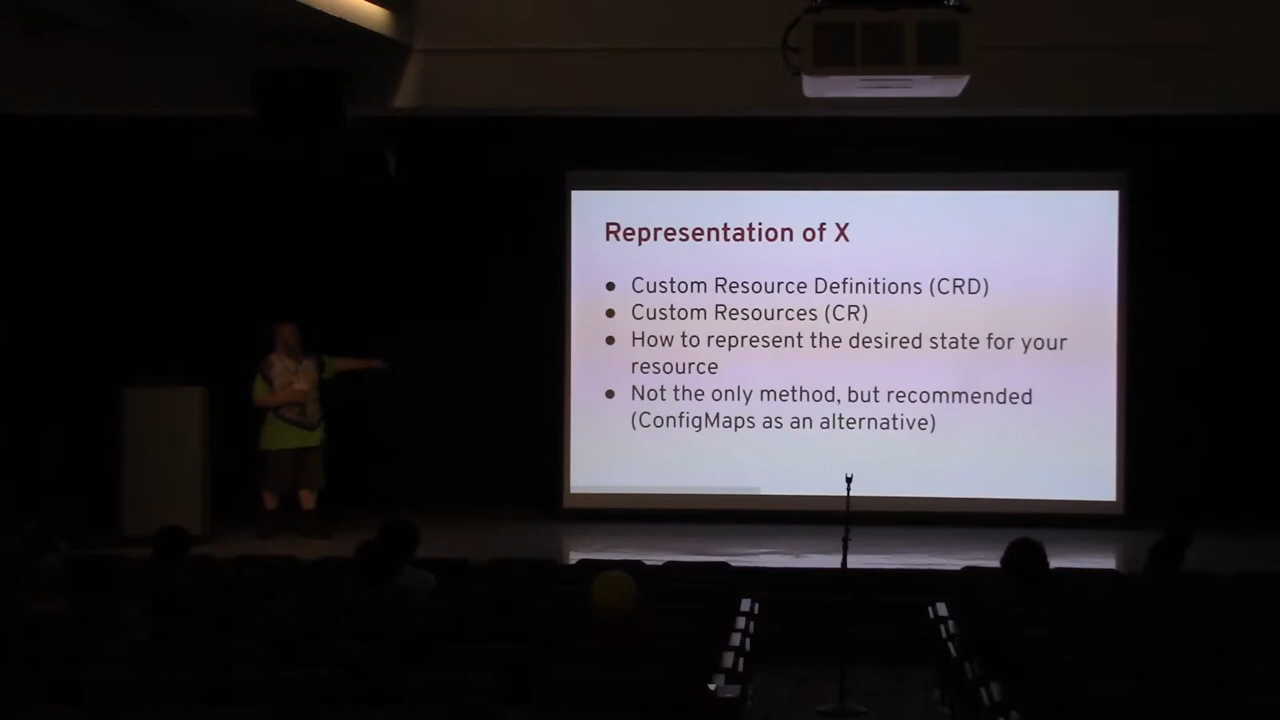 Representation of X
● Custom Resource Definitions (CRD)
● Custom Resources (CR)
● How to represent the desired state for your
resource
● Not the only method, but recommended
(ConfigMaps as an alternative)